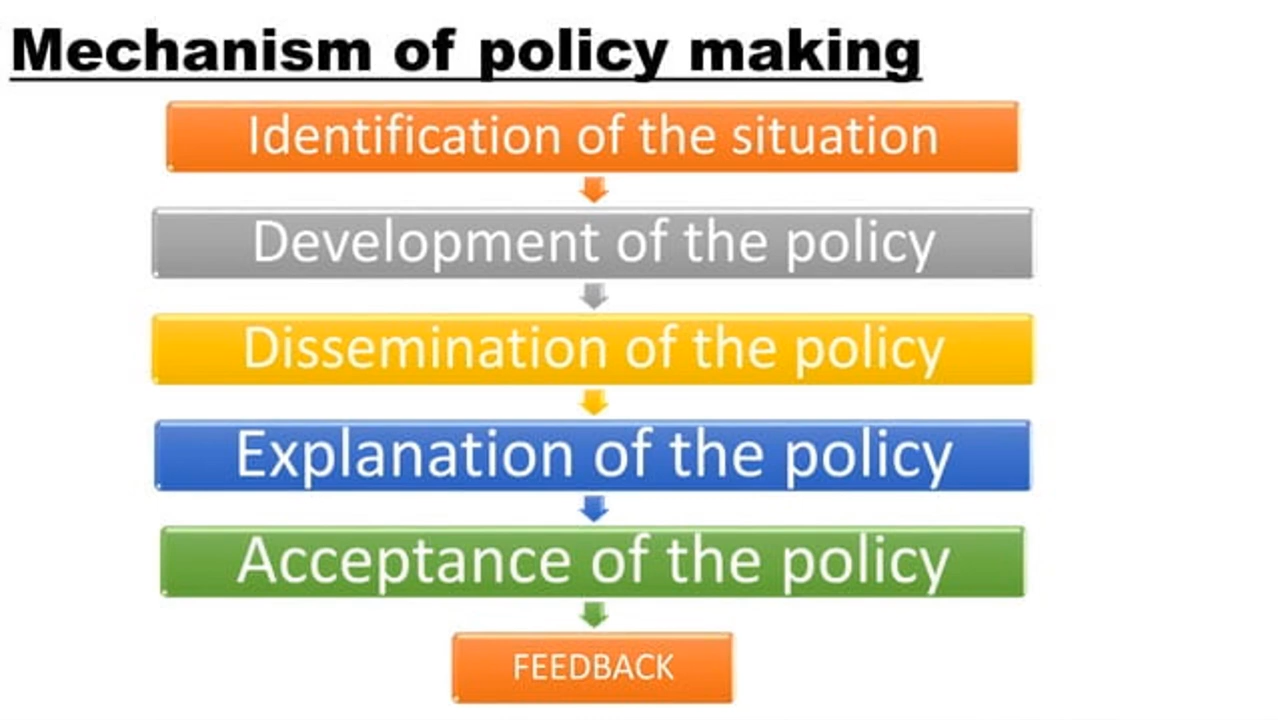 Mechanism of policy making
Identification of the situation
Development of the policy
Dissemination of the policy
Explanation of the policy
Acceptance of the policy
FEEDBACK